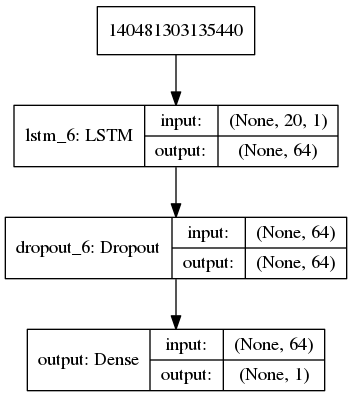 140481303135440
lstm_6: LSTM
input: (None, 20, 1)
output: (None, 64)
dropout_6: Dropout
input: (None, 64)
output: (None, 64)
output: Dense
input: (None, 64)
output: (None, 1)